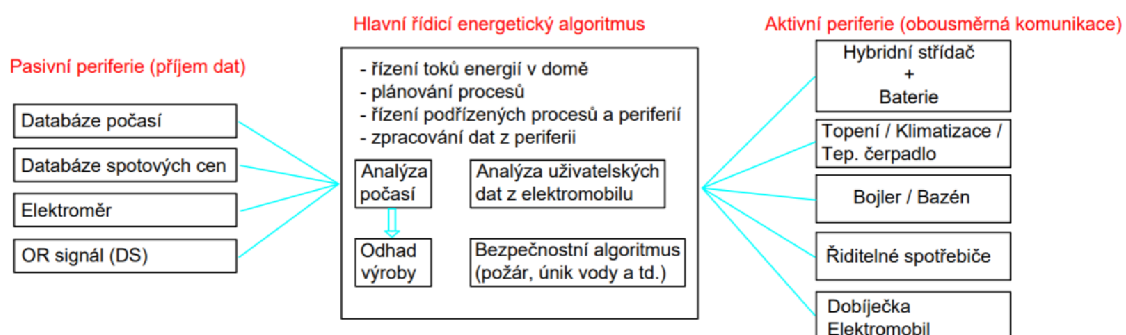 Hlavní řídicí energetický algoritmus
Aktivní periferie (obousměrná komunikace)
Pasivní periferie (příjem dat)
Databáze počasí
Databáze spotových cen
Elektroměr
OR signál (DS)
- řízení toků energií v domě
- plánování procesů
- řízení podřízených procesů a periferií
- zpracování dat z periferii
Analýza
počasí
Analýza uživatelských
dat z elektromobilu
Odhad
výroby
Bezpečnostní algoritmus
(požár, únik vody a td.)
Hybridní střídač
+
Baterie
Topení / Klimatizace /
Tep. čerpadlo
Bojler / Bazén
Řiditelné spotřebiče
Dobíječka
Elektromobil